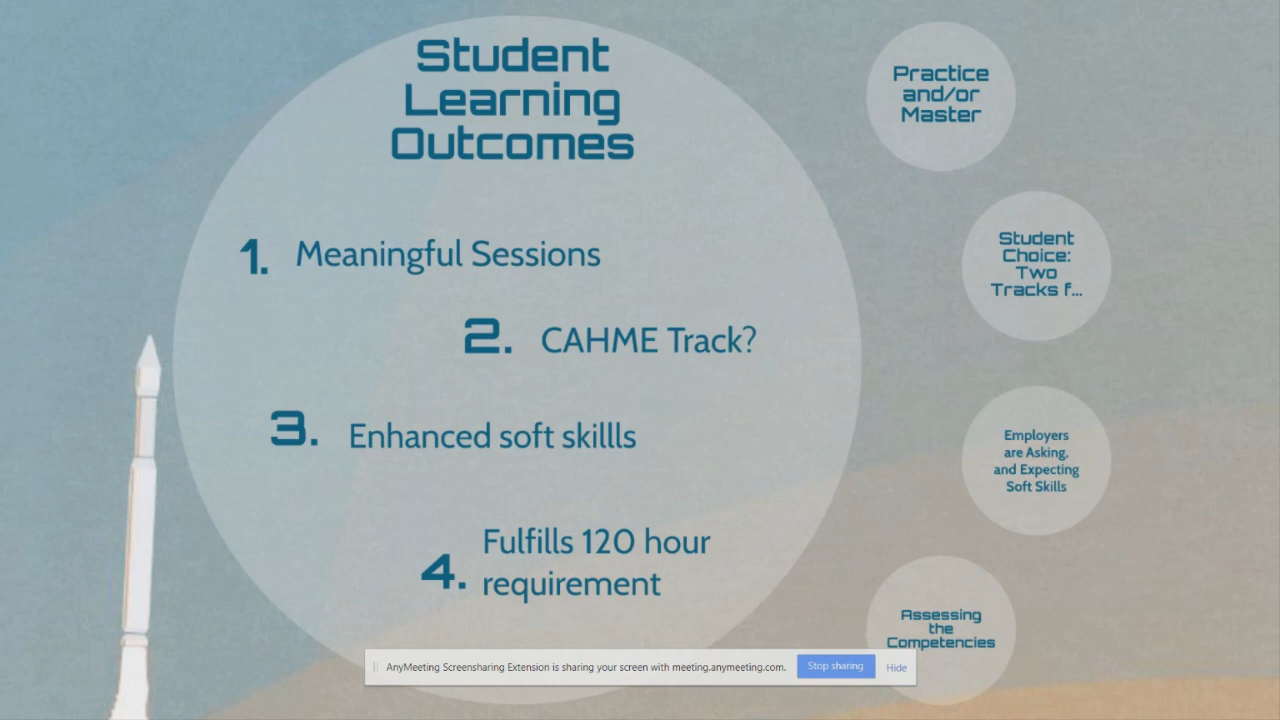 Student
Learning
Outcomes
1. Meaningful Sessions
2. CAHME Track?
3. Enhanced soft skillls
4. Fulfills 120 hour
requirement
Practice
and/or
Master
Student
Choice:
Two
Tracks f...
Employers
are Asking,
and Expecting
Soft Skills
Assessing
the
Competencies
AnyMeeting Screensharing Extension is sharing your screen with meeting.anymeeting.com. Stop sharing Hide